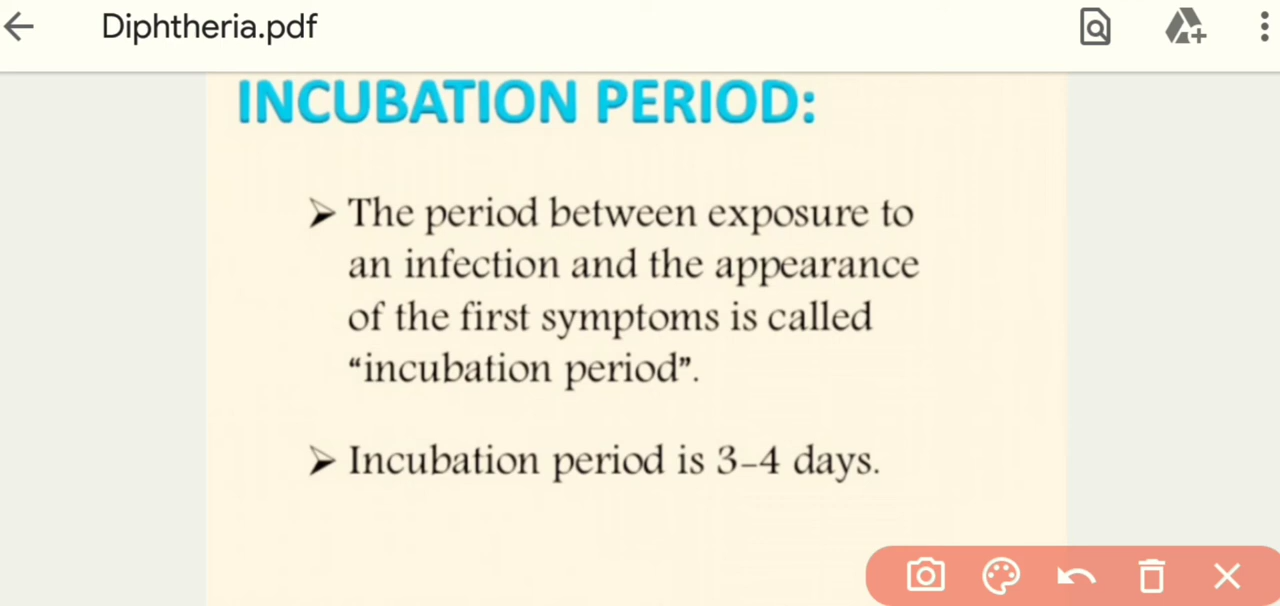 Diphtheria.pdf
INCUBATION PERIOD:
➢ The period between exposure to
an infection and the appearance
of the first symptoms is called
“incubation period”.
➢ Incubation period is 3-4 days.